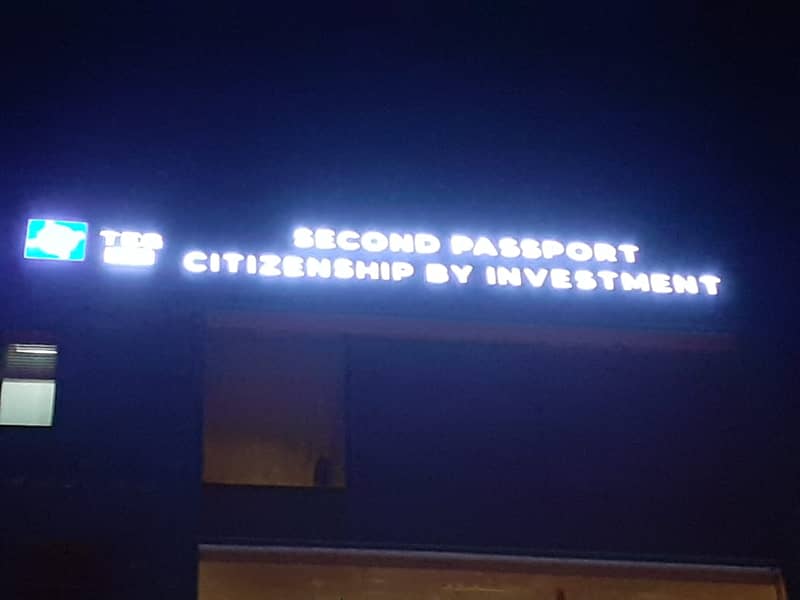 SECOND PASSPORT
CITIZENSHIP BY INVESTMENT